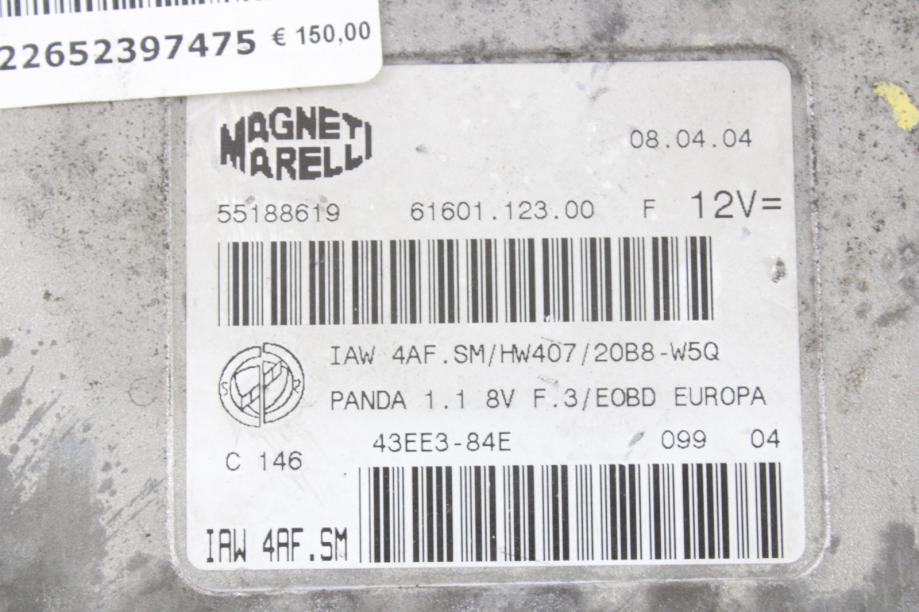 22652397475 € 150,00
MAGNETI
MARELLI
08.04.04
55188619 61601.123.00 F 12V=
IAW 4AF.SM/HW407/20B8-W5Q
S R
PANDA 1.1 8V F.3/EOBD EUROPA
43EE3-84E 099 04
C 146
IAW 4AF.SM